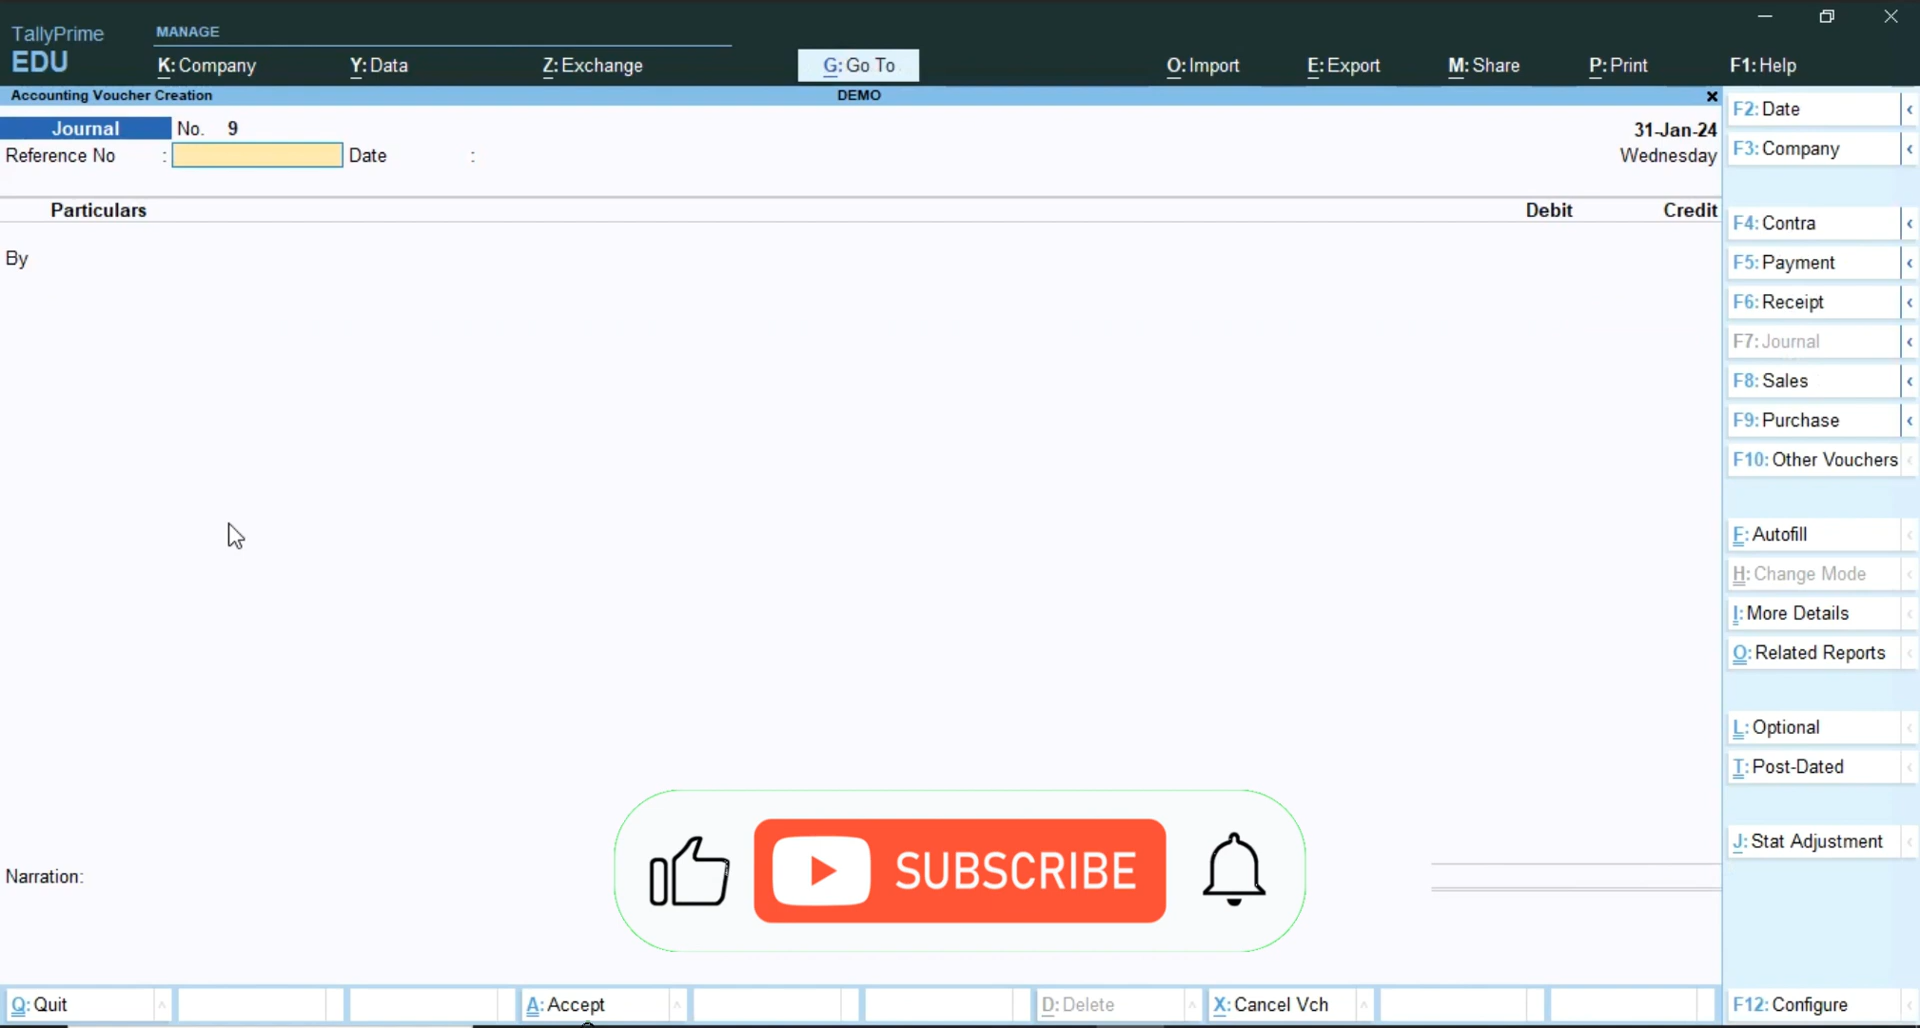 TallyPrime
EDU
MANAGE
K: Company
Y: Data
Z: Exchange
G: Go To
O: Import
E: Export
M: Share
P: Print
F1: Help
Accounting Voucher Creation
DEMO
Journal No. 9
31-Jan-24
Reference No : Date :
Wednesday
Particulars
Debit
Credit
By
Narration:
SUBSCRIBE
F2: Date
F3: Company
F4: Contra
F5: Payment
F6: Receipt
F7: Journal
F8: Sales
F9: Purchase
F10: Other Vouchers
F: Autofill
H: Change Mode
I: More Details
O: Related Reports
L: Optional
T: Post-Dated
J: Stat Adjustment
Q: Quit
A: Accept
D: Delete
X: Cancel Vch
F12: Configure